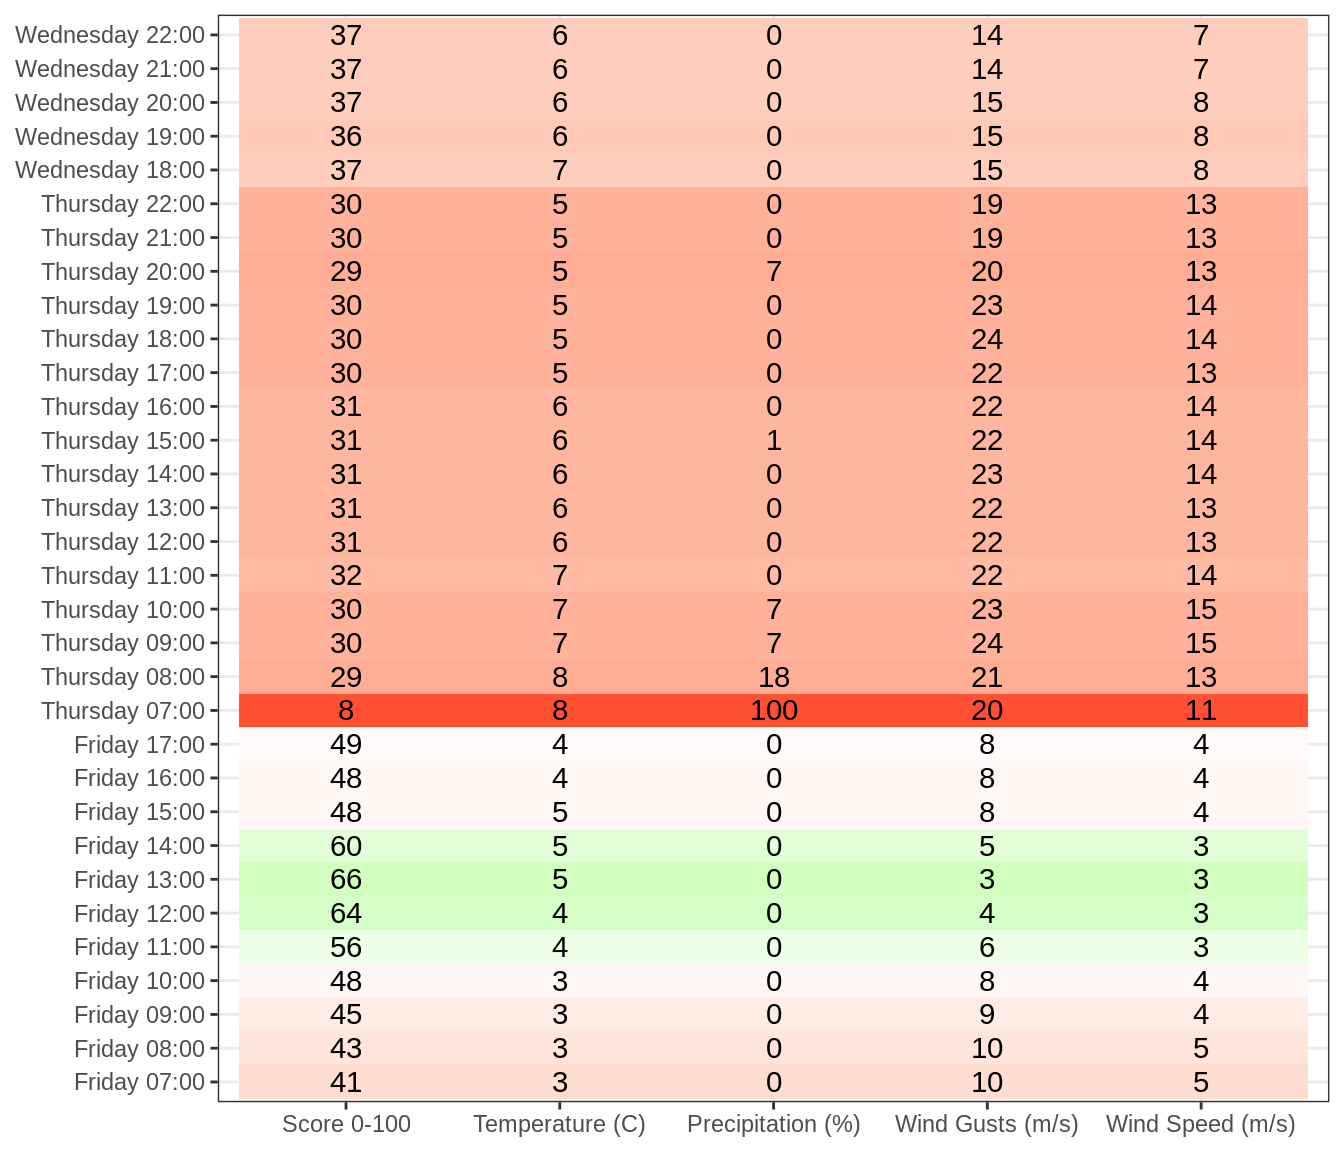 Wednesday 22:00 37 6 0 14 7
Wednesday 21:00 37 6 0 14 7
Wednesday 20:00 37 6 0 15 8
Wednesday 19:00 36 6 0 15 8
Wednesday 18:00 37 7 0 15 8
Thursday 22:00 30 5 0 19 13
Thursday 21:00 30 5 0 19 13
Thursday 20:00 29 5 7 20 13
Thursday 19:00 30 5 0 23 14
Thursday 18:00 30 5 0 24 14
Thursday 17:00 30 5 0 22 13
Thursday 16:00 31 6 0 22 14
Thursday 15:00 31 6 1 22 14
Thursday 14:00 31 6 0 23 14
Thursday 13:00 31 6 0 22 13
Thursday 12:00 31 6 0 22 13
Thursday 11:00 32 7 0 22 14
Thursday 10:00 30 7 7 23 15
Thursday 09:00 30 7 7 24 15
Thursday 08:00 29 8 18 21 13
Thursday 07:00 8 8 100 20 11
Friday 17:00 49 4 0 8 4
Friday 16:00 48 4 0 8 4
Friday 15:00 48 5 0 8 4
Friday 14:00 60 5 0 5 3
Friday 13:00 66 5 0 3 3
Friday 12:00 64 4 0 4 3
Friday 11:00 56 4 0 6 3
Friday 10:00 48 3 0 8 4
Friday 09:00 45 3 0 9 4
Friday 08:00 43 3 0 10 5
Friday 07:00 41 3 0 10 5
Score 0-100 Temperature (C) Precipitation (%) Wind Gusts (m/s) Wind Speed (m/s)